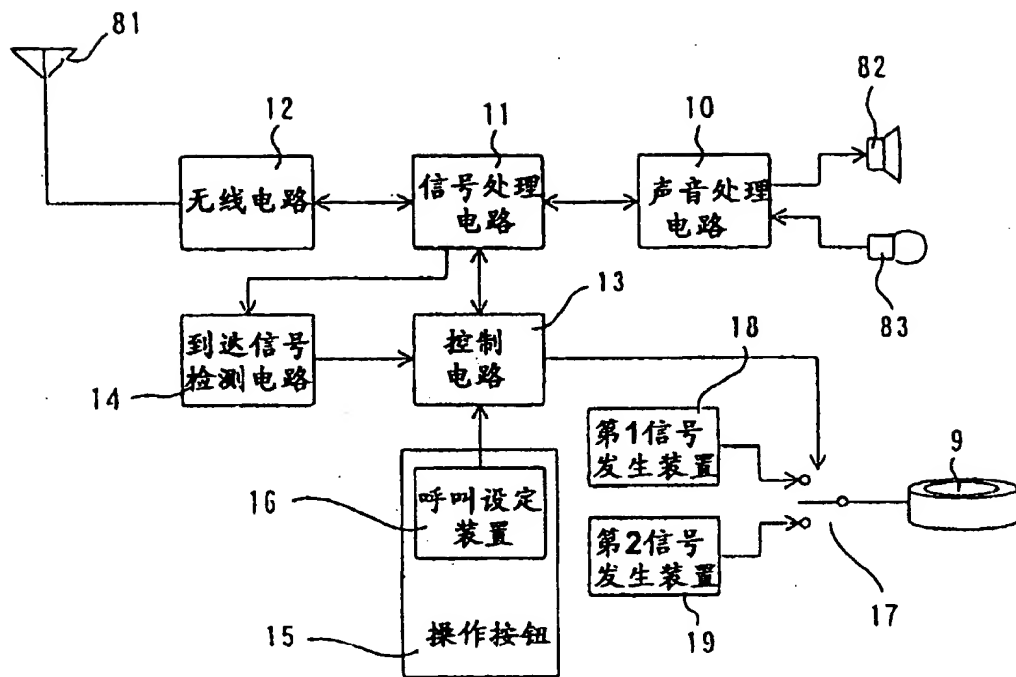 81
12
11
10
82
无线电路
信号处理
电路
声音处理
电路
83
13
到达信号
检测电路
14
控制
电路
18
第1信号
发生装置
9
16
呼叫设定
装置
第2信号
发生装置
17
19
15
操作按钮